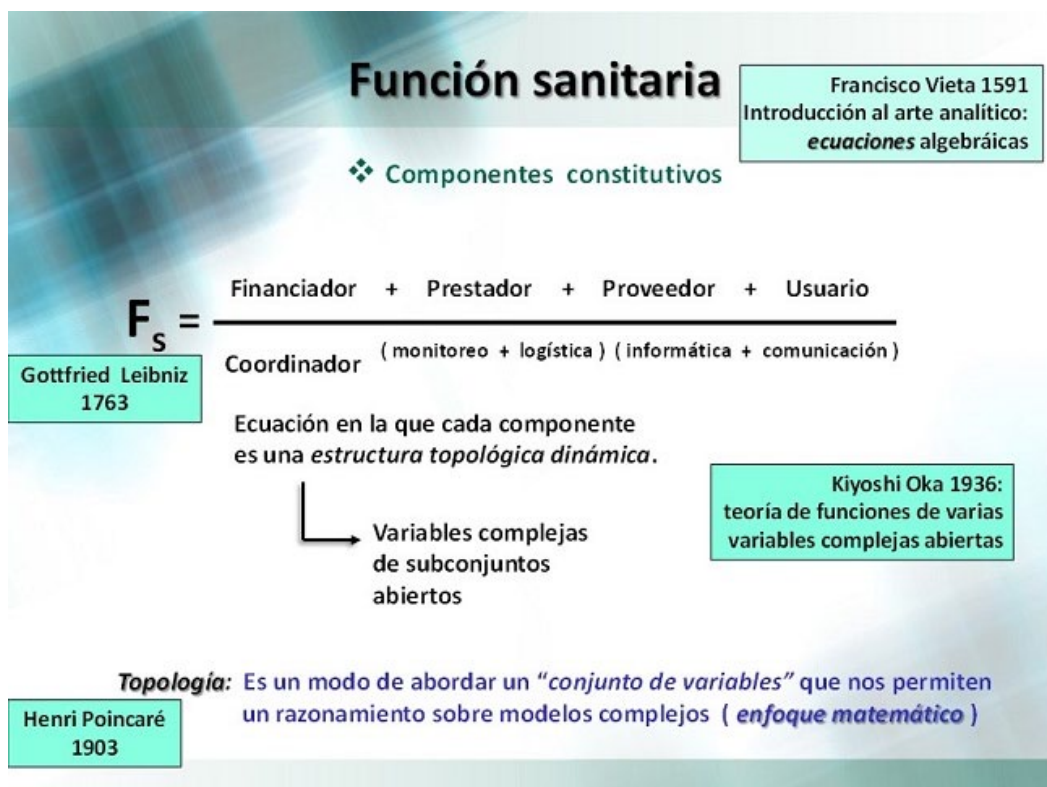 Función sanitaria
Francisco Vieta 1591
Introducción al arte analítico:
ecuaciones algebráicas
❖ Componentes constitutivos
Financiador + Prestador + Proveedor + Usuario
Fs =
Coordinador ( monitoreo + logística ) ( informática + comunicación )
Gottfried Leibniz
1763
Ecuación en la que cada componente
es una estructura topológica dinámica.
Kiyoshi Oka 1936:
teoría de funciones de varias
variables complejas abiertas
Variables complejas
de subconjuntos
abiertos
Topología: Es un modo de abordar un “conjunto de variables” que nos permiten
un razonamiento sobre modelos complejos ( enfoque matemático )
Henri Poincaré
1903